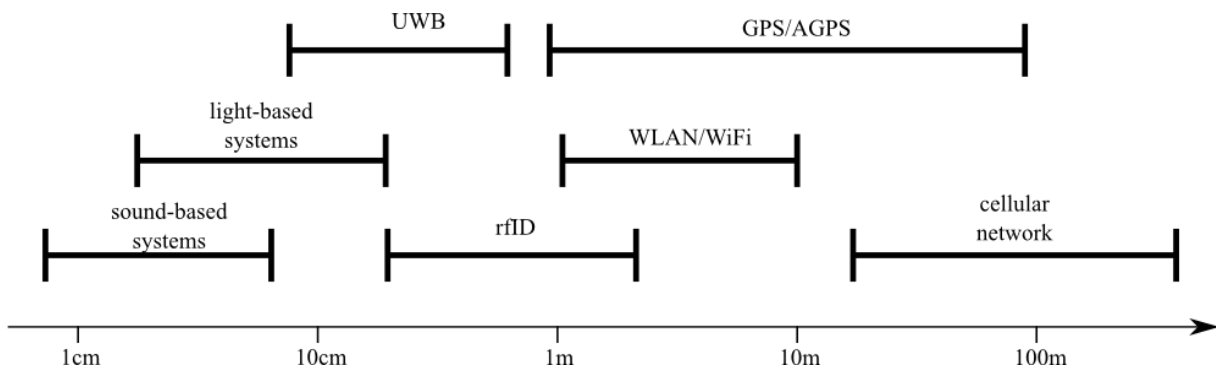 UWB
GPS/AGPS
light-based
systems
WLAN/WiFi
sound-based
systems
rfID
cellular
network
1cm
10cm
1m
10m
100m